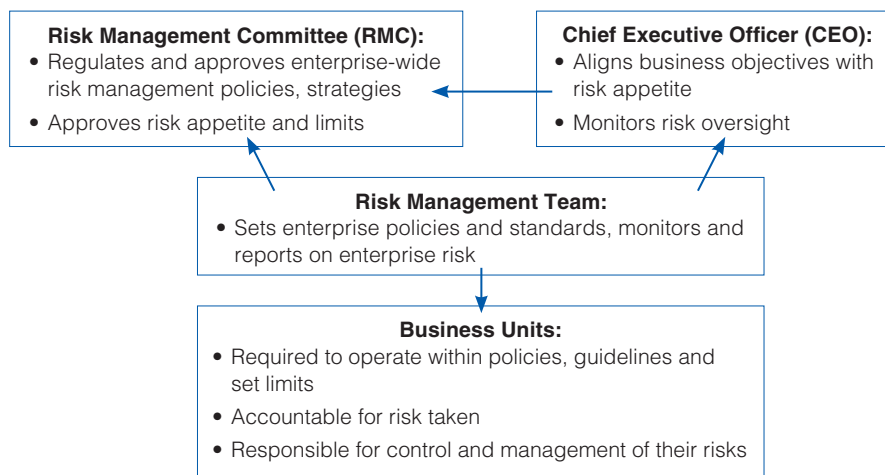 Risk Management Committee (RMC):
• Regulates and approves enterprise-wide
risk management policies, strategies
• Approves risk appetite and limits
Chief Executive Officer (CEO):
• Aligns business objectives with
risk appetite
• Monitors risk oversight
Risk Management Team:
• Sets enterprise policies and standards, monitors and
reports on enterprise risk
Business Units:
• Required to operate within policies, guidelines and
set limits
• Accountable for risk taken
• Responsible for control and management of their risks